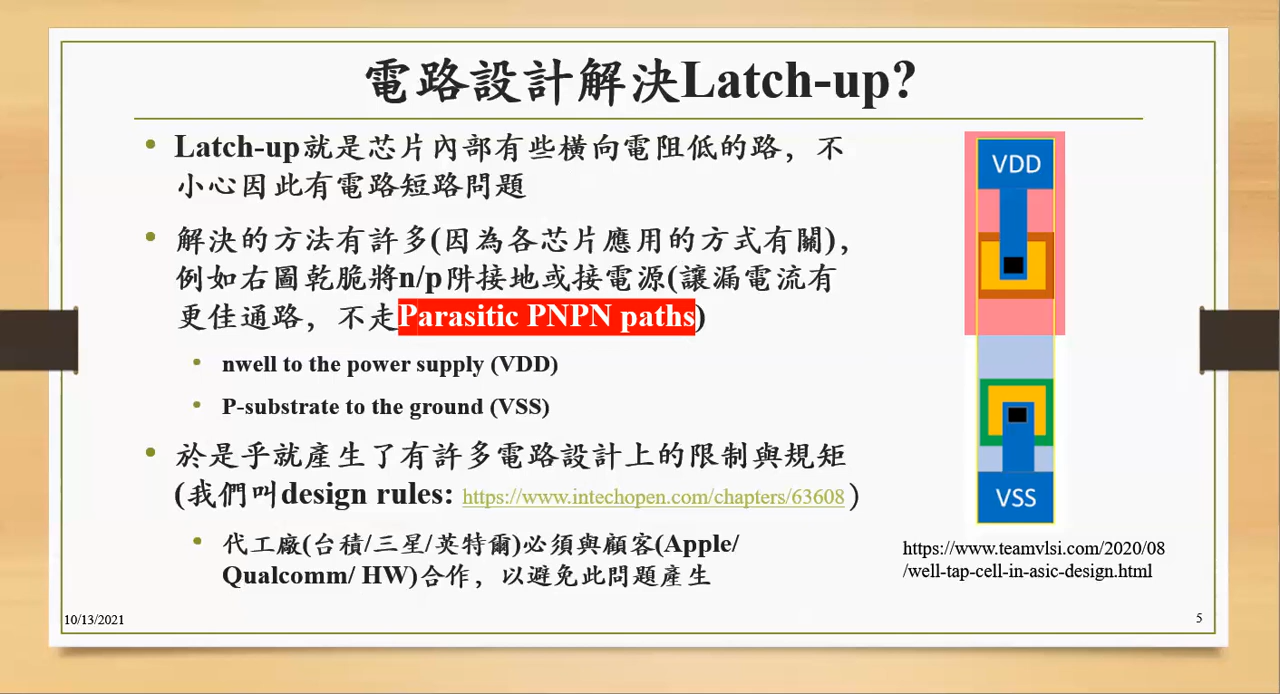 電路設計解決Latch-up?
Latch-up就是芯片內部有些橫向電阻低的路，不
小心因此有電路短路問題
解決的方法有許多(因為各芯片應用的方式有關)，
例如右圖乾脆將n/p阱接地或接電源(讓漏電流有
更佳通路，不走Parasitic PNPN paths)
nwell to the power supply (VDD)
P-substrate to the ground (VSS)
於是乎就產生了有許多電路設計上的限制與規矩
(我們叫design rules: https://www.intechopen.com/chapters/63608 )
代工廠(台積/三星/英特爾)必須與顧客(Apple/
Qualcomm/ HW)合作，以避免此問題產生
VDD
VSS
https://www.teamvlsi.com/2020/08
/well-tap-cell-in-asic-design.html
10/13/2021
5